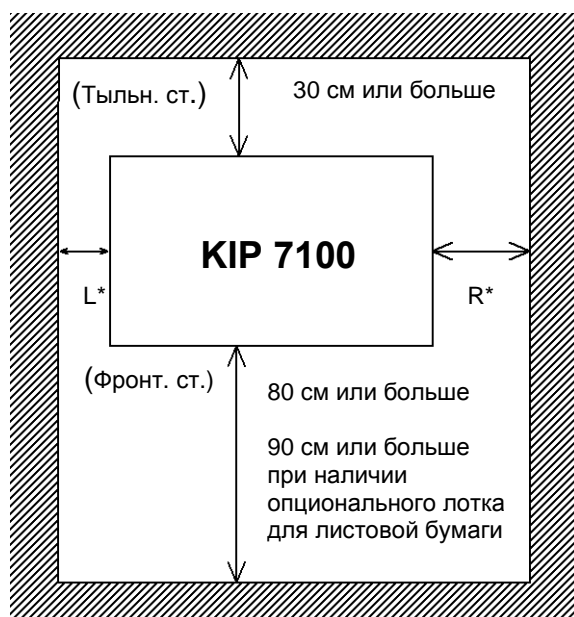 (Тыльн. ст.)
30 см или больше
KIP 7100
L*
R*
(Фронт. ст.)
80 см или больше
90 см или больше
при наличии
опционального лотка
для листовой бумаги